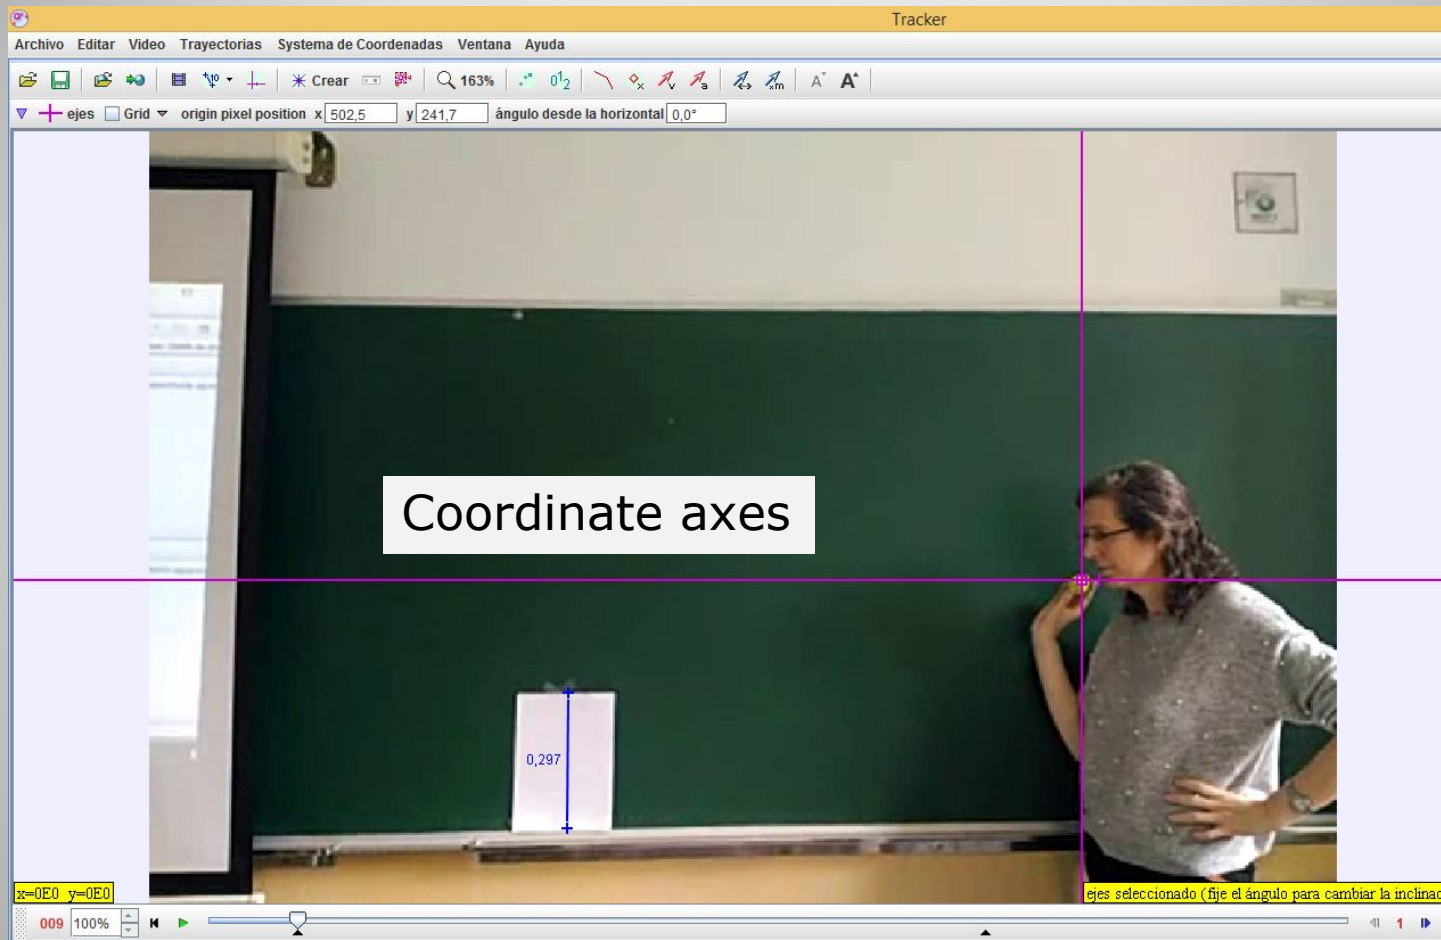 Tracker
Archivo Editar Video Trayectorias Systema de Coordenadas Ventana Ayuda
Crear 163% 0¹2 A A
ejes Grid origin pixel position x 502,5 y 241,7 ángulo desde la horizontal 0,0°
Coordinate axes
0,297
x=0E0 y=0E0
ejes seleccionado (fije el ángulo para cambiar la inclinac
009 100% 1